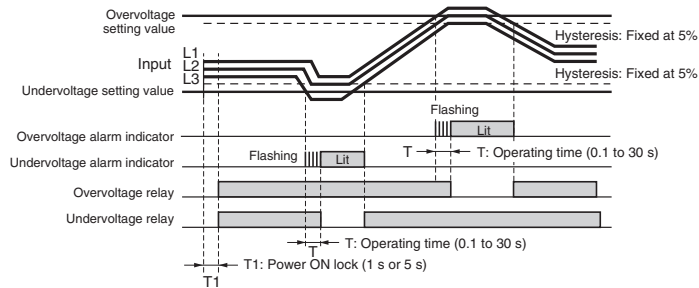 Overvoltage
setting value
Hysteresis: Fixed at 5%
L1
L2
L3
Input
Hysteresis: Fixed at 5%
Undervoltage setting value
Flashing
Overvoltage alarm indicator
Lit
Flashing
T
T: Operating time (0.1 to 30 s)
Undervoltage alarm indicator
Lit
Overvoltage relay
Undervoltage relay
T
T: Operating time (0.1 to 30 s)
T1: Power ON lock (1 s or 5 s)
T1